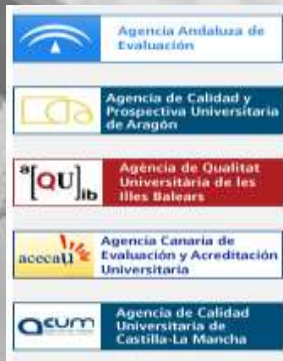 Agencia Andaluza de
Evaluación
Agencia de Calidad y
Prospectiva Universitaria
de Aragón
a[QU]ib
Agència de Qualitat
Universitària de les
Illes Balears
acecau
Agencia Canaria de
Evaluación y Acreditación
Universitaria
acum
Agencia de Calidad
Universitaria de
Castilla-La Mancha